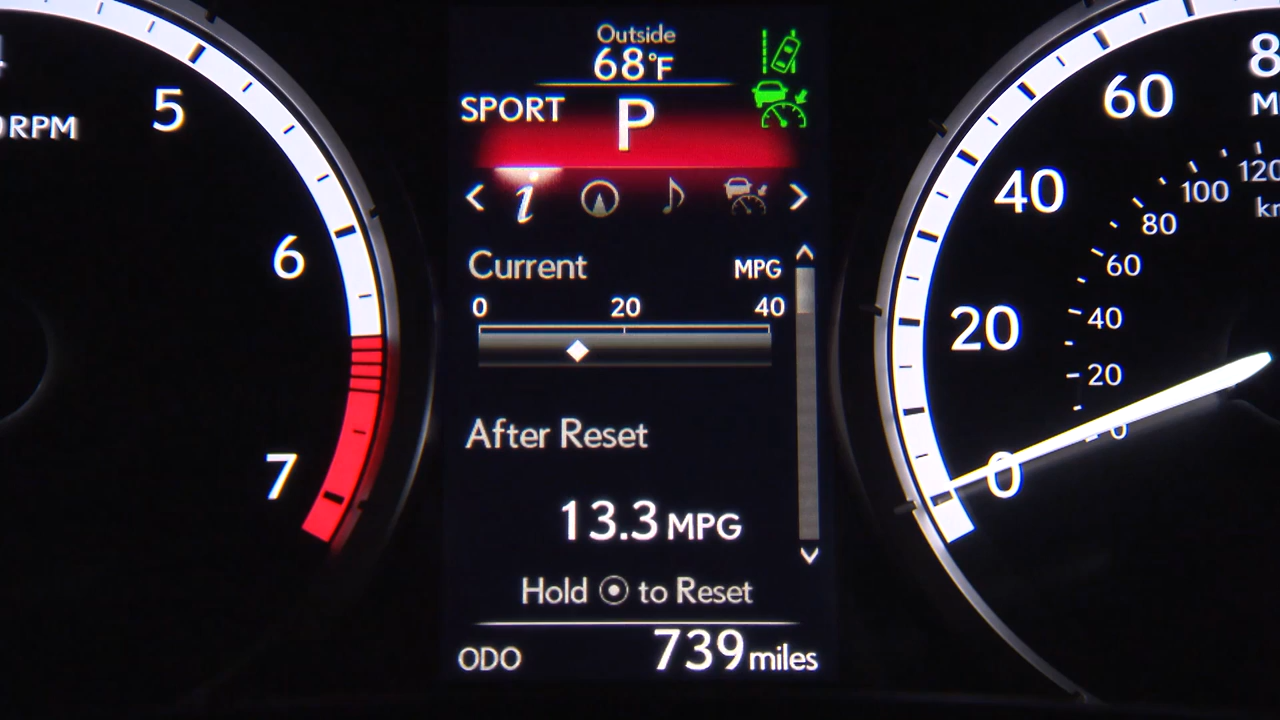 Outside
68°F
SPORT P
i
Current MPG
0 20 40
After Reset
13.3 MPG
Hold to Reset
ODO 739 miles
5
RPM
6
7
60
40
20
0
120
100
80
60
40
20
0